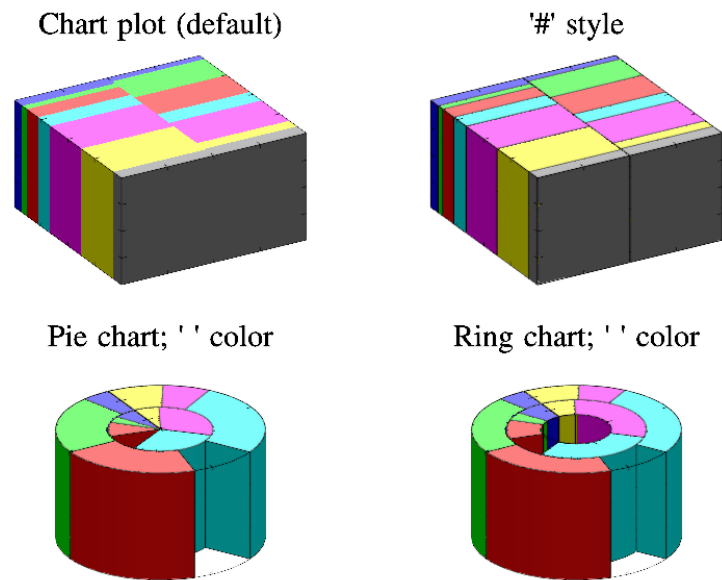 Chart plot (default)
'#' style
Pie chart; ' ' color
Ring chart; ' ' color